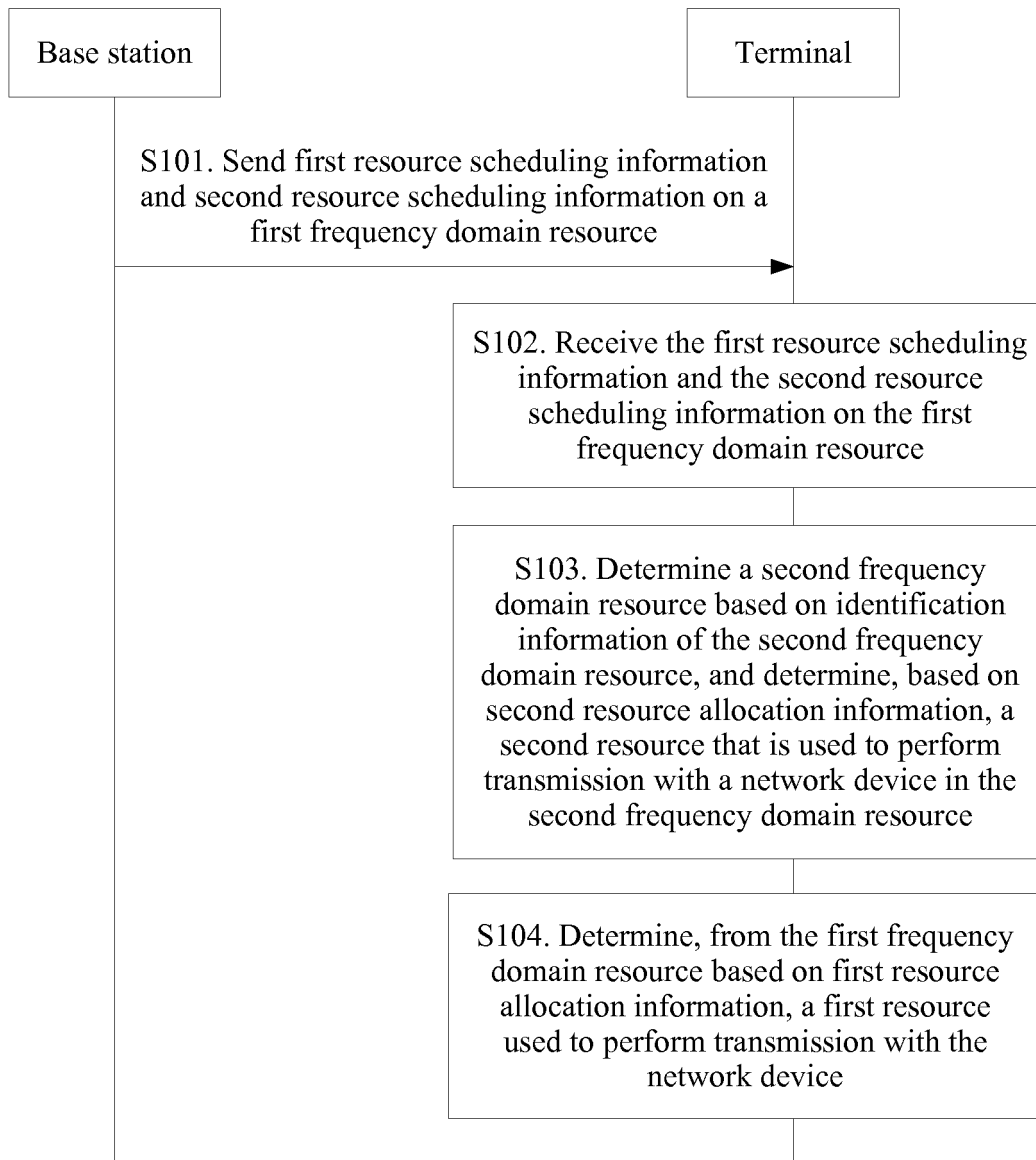 Base station
Terminal
S101. Send first resource scheduling information
and second resource scheduling information on a
first frequency domain resource
S102. Receive the first resource scheduling
information and the second resource
scheduling information on the first
frequency domain resource
S103. Determine a second frequency
domain resource based on identification
information of the second frequency
domain resource, and determine, based on
second resource allocation information, a
second resource that is used to perform
transmission with a network device in the
second frequency domain resource
S104. Determine, from the first frequency
domain resource based on first resource
allocation information, a first resource
used to perform transmission with the
network device